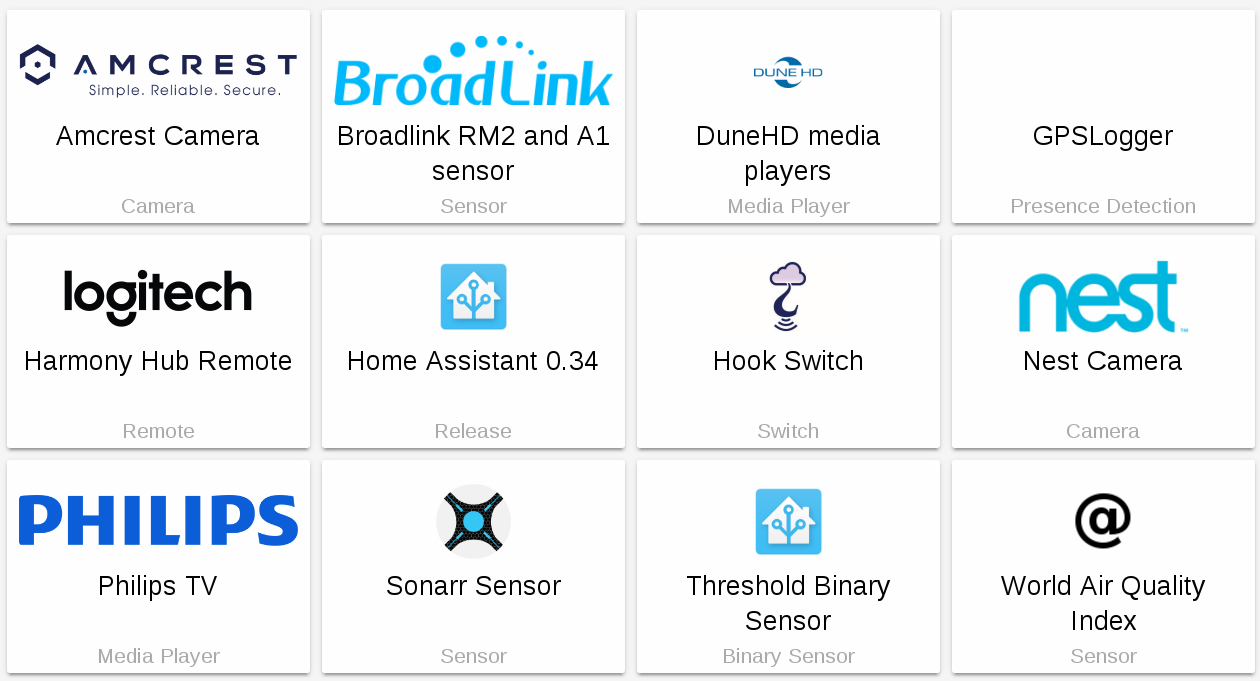 AMCREST
Simple. Reliable. Secure.
Amcrest Camera
Camera
BroadLink
Broadlink RM2 and A1
sensor
Sensor
DUNE HD
DuneHD media
players
Media Player
GPSLogger
Presence Detection
logitech
Harmony Hub Remote
Remote
Home Assistant 0.34
Release
Hook Switch
Switch
nest
™
Nest Camera
Camera
PHILIPS
Philips TV
Media Player
Sonarr Sensor
Sensor
Threshold Binary
Sensor
Binary Sensor
@
World Air Quality
Index
Sensor